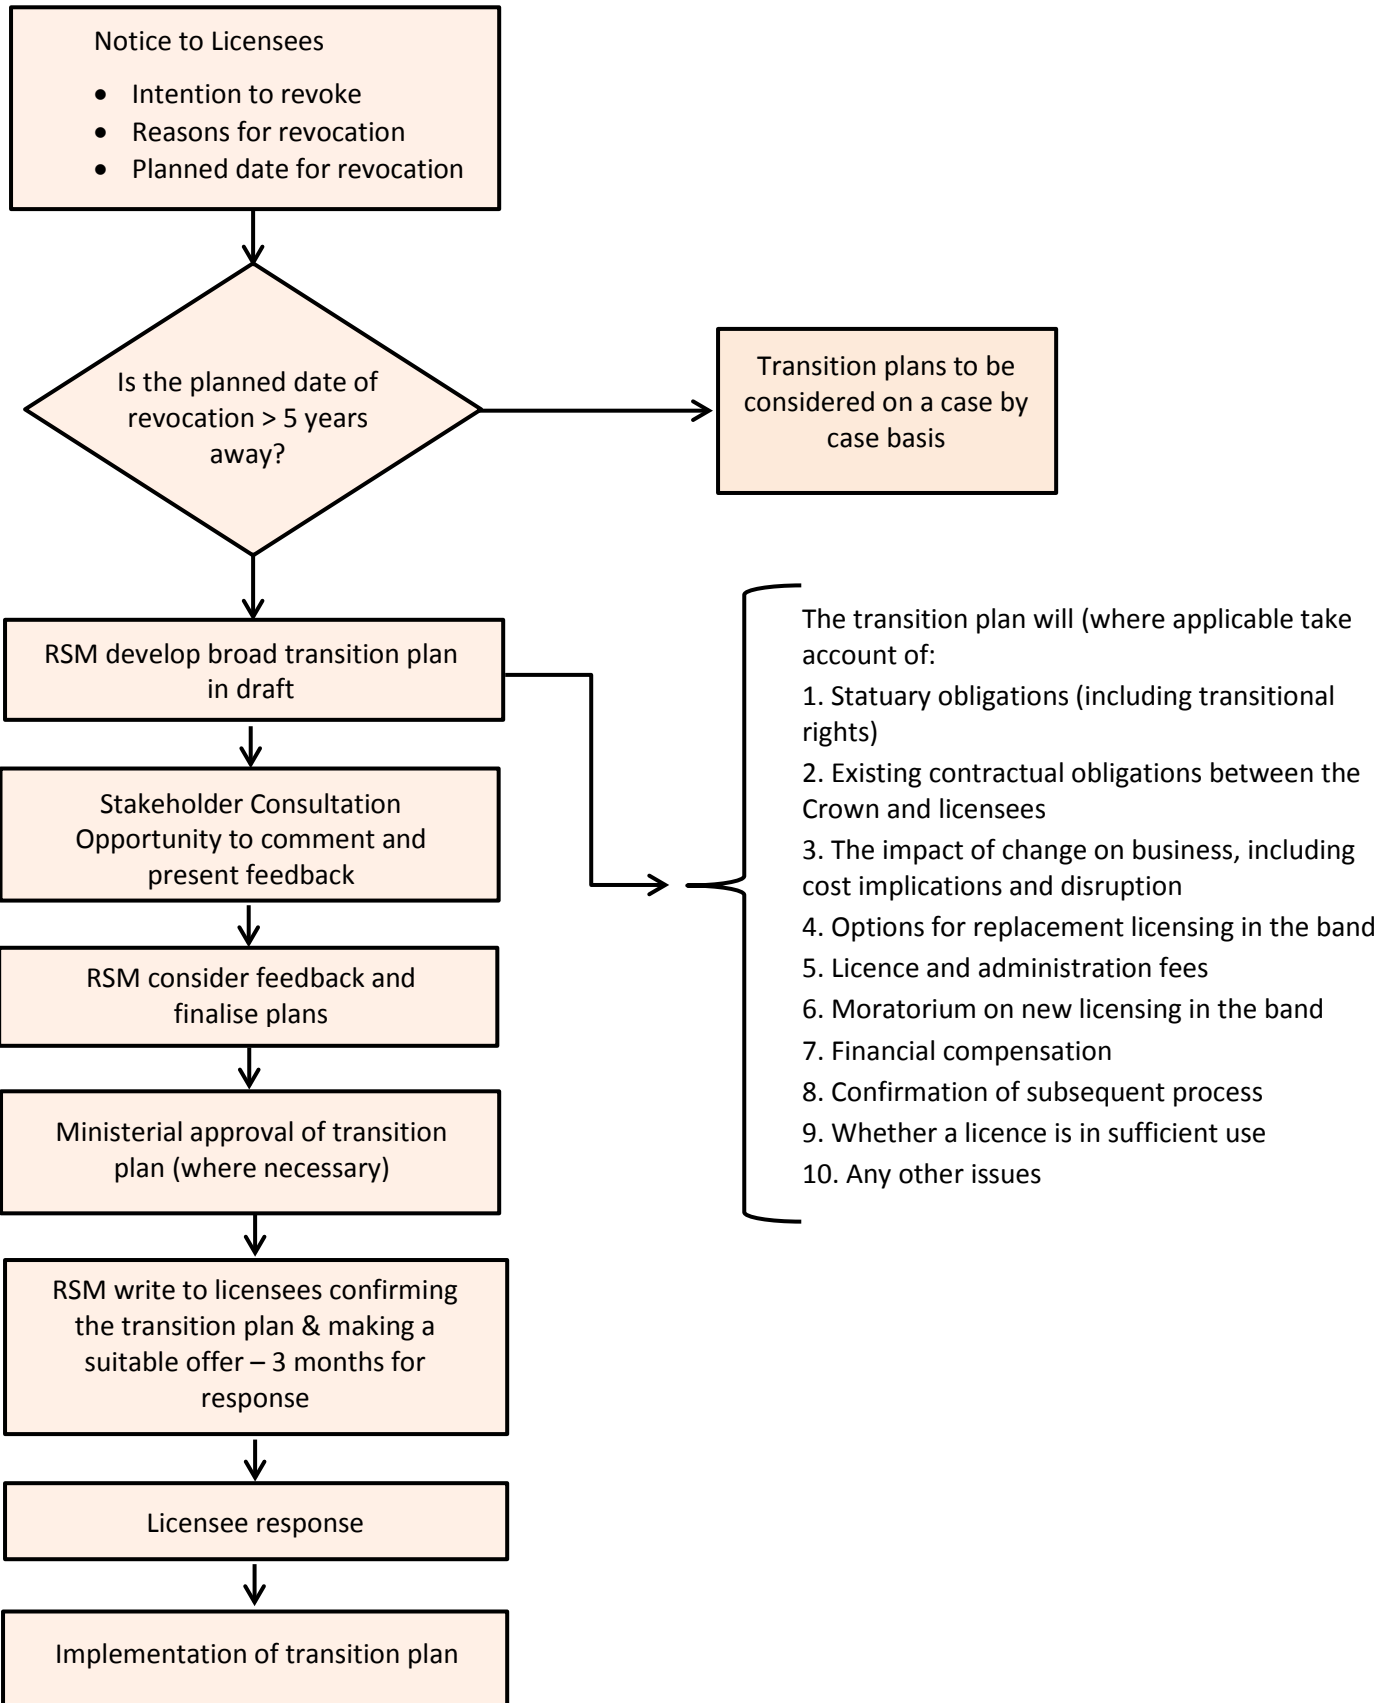 Notice to Licensees
• Intention to revoke
• Reasons for revocation
• Planned date for revocation
Is the planned date of
revocation > 5 years
away?
Transition plans to be
considered on a case by
case basis
RSM develop broad transition plan
in draft
The transition plan will (where applicable take
account of:
1. Statuary obligations (including transitional
rights)
2. Existing contractual obligations between the
Crown and licensees
3. The impact of change on business, including
cost implications and disruption
4. Options for replacement licensing in the band
5. Licence and administration fees
6. Moratorium on new licensing in the band
7. Financial compensation
8. Confirmation of subsequent process
9. Whether a licence is in sufficient use
10. Any other issues
Stakeholder Consultation
Opportunity to comment and
present feedback
RSM consider feedback and
finalise plans
Ministerial approval of transition
plan (where necessary)
RSM write to licensees confirming
the transition plan & making a
suitable offer – 3 months for
response
Licensee response
Implementation of transition plan